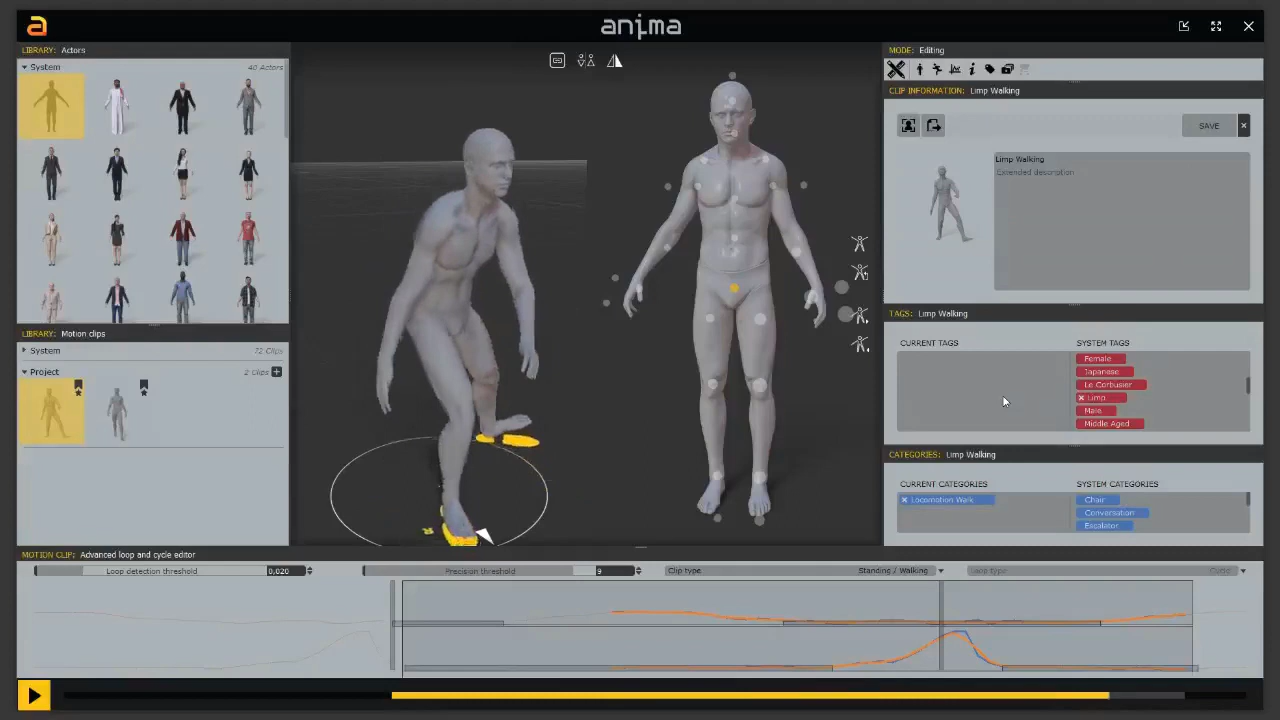 a
anima
LIBRARY: Actors
System
40 Actors
LIBRARY: Motion clips
System
72 Clips
Project
2 Clips
MODE: Editing
CLIP INFORMATION: Limp Walking
SAVE
Limp Walking
Extended description
TAGS: Limp Walking
CURRENT TAGS
SYSTEM TAGS
Female
Japanese
Le Corbusier
Limp
Male
Middle Aged
CATEGORIES: Limp Walking
CURRENT CATEGORIES
SYSTEM CATEGORIES
Locomotion Walk
Chair
Conversation
Escalator
MOTION CLIP: Advanced loop and cycle editor
Loop detection threshold 0,020
Precision threshold 9
Clip type Standing / Walking
Loop type